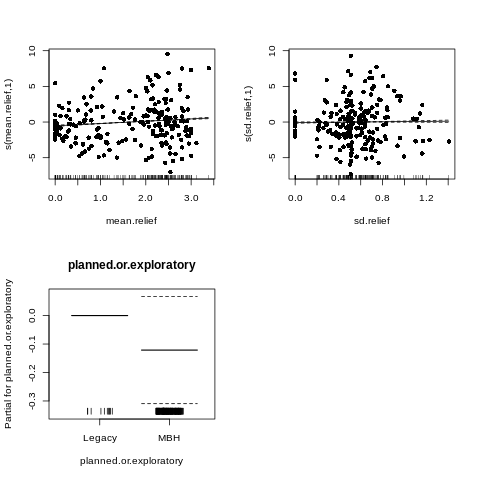 s(mean.relief,1)
10
5
0
-5
0.0
1.0
2.0
3.0
mean.relief
s(sd.relief,1)
10
5
0
-5
0.0
0.4
0.8
1.2
sd.relief
planned.or.exploratory
Partial for planned.or.exploratory
0.0
-0.1
-0.2
-0.3
Legacy
MBH
planned.or.exploratory